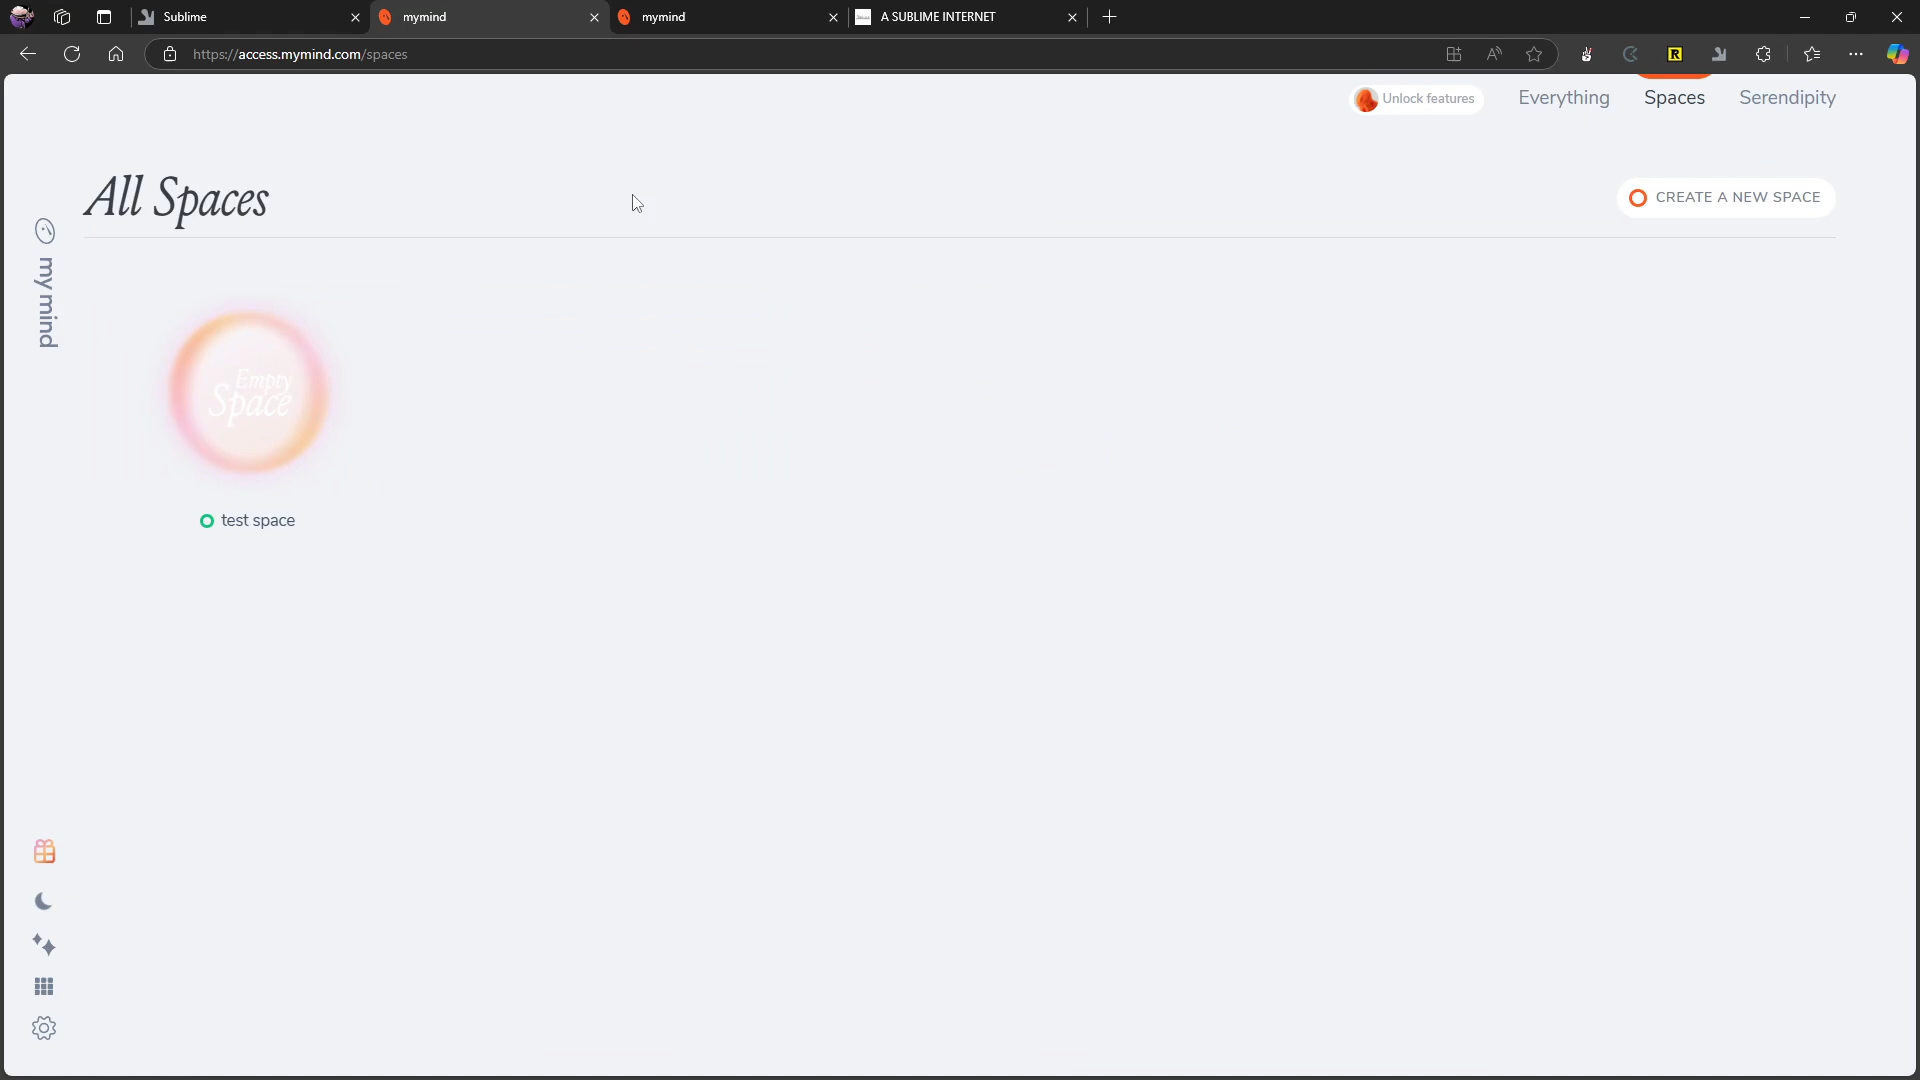 Sublime
mymind
mymind
A SUBLIME INTERNET
https://access.mymind.com/spaces
Unlock features
Everything
Spaces
Serendipity
All Spaces
CREATE A NEW SPACE
my mind
Empty
Space
test space